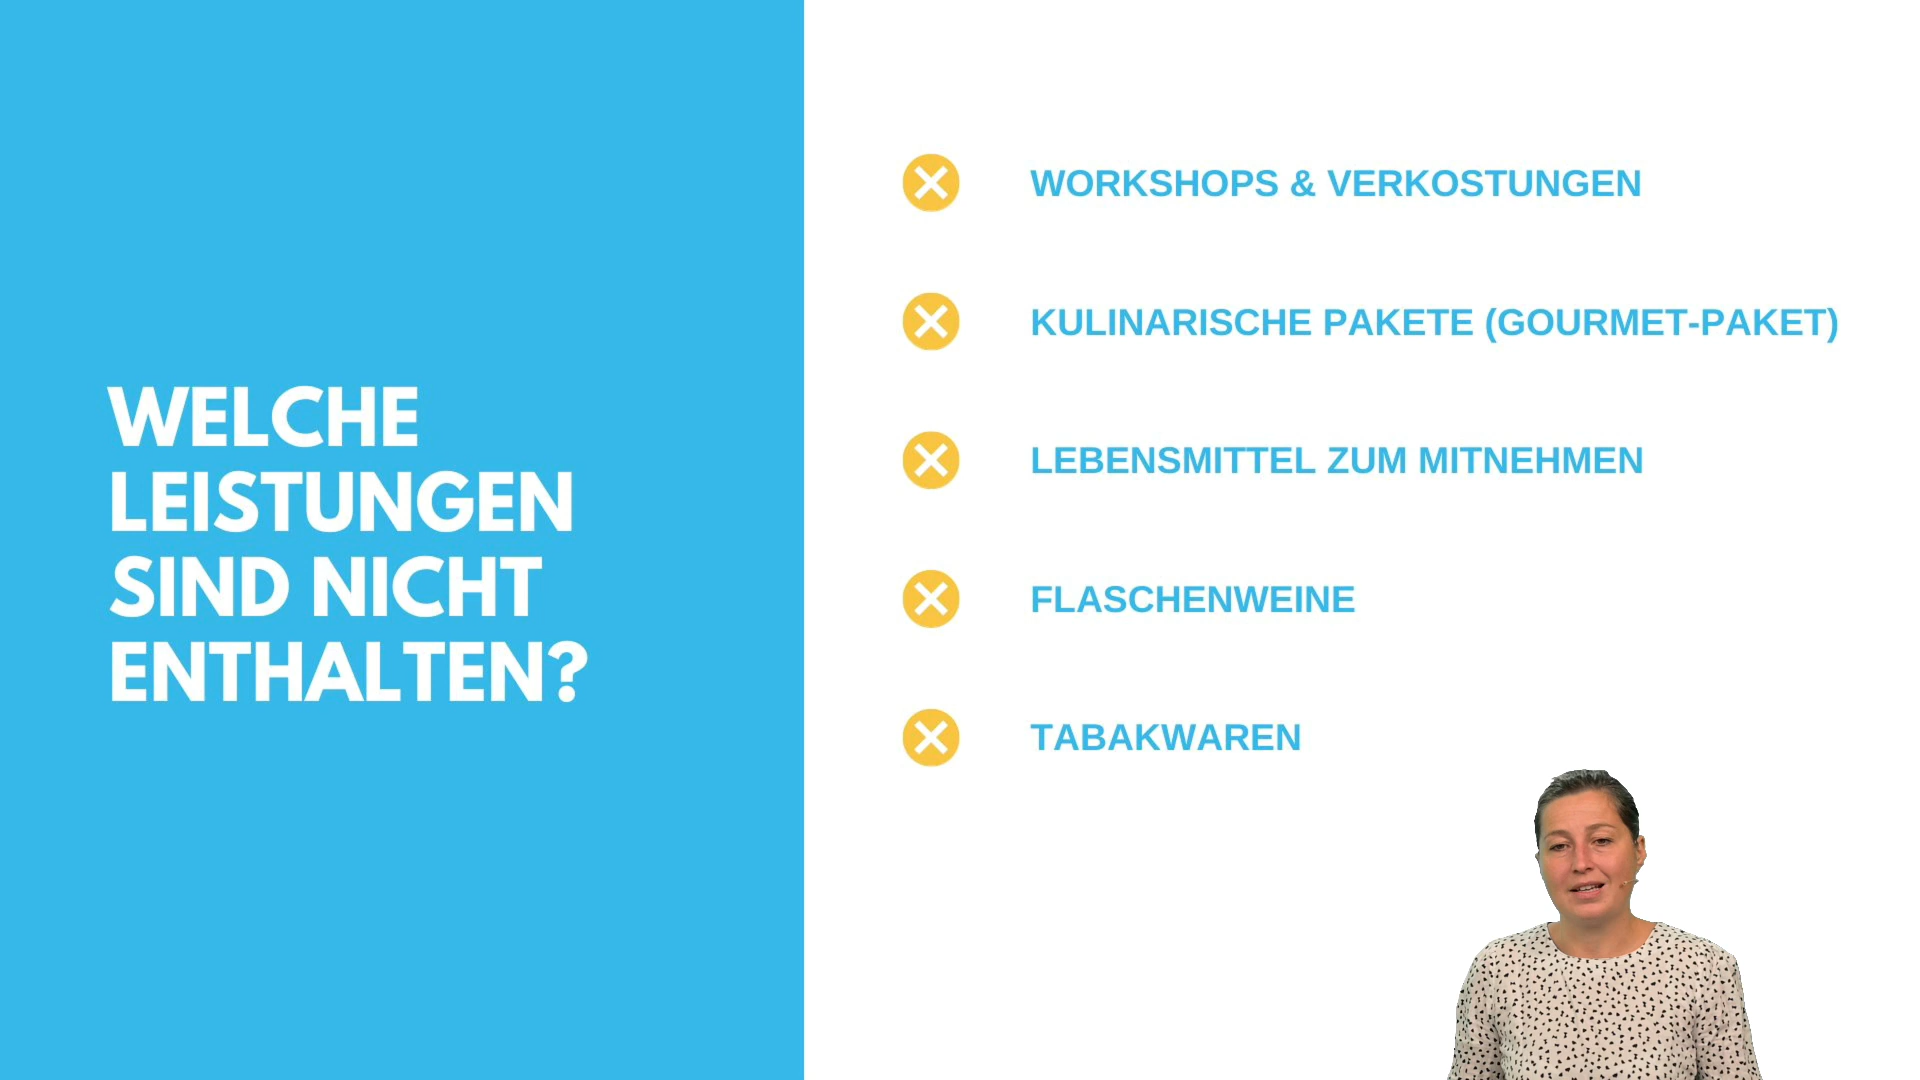 WELCHE
LEISTUNGEN
SIND NICHT
ENTHALTEN?
WORKSHOPS & VERKOSTUNGEN
KULINARISCHE PAKETE (GOURMET-PAKET)
LEBENSMITTEL ZUM MITNEHMEN
FLASCHENWEINE
TABAKWAREN